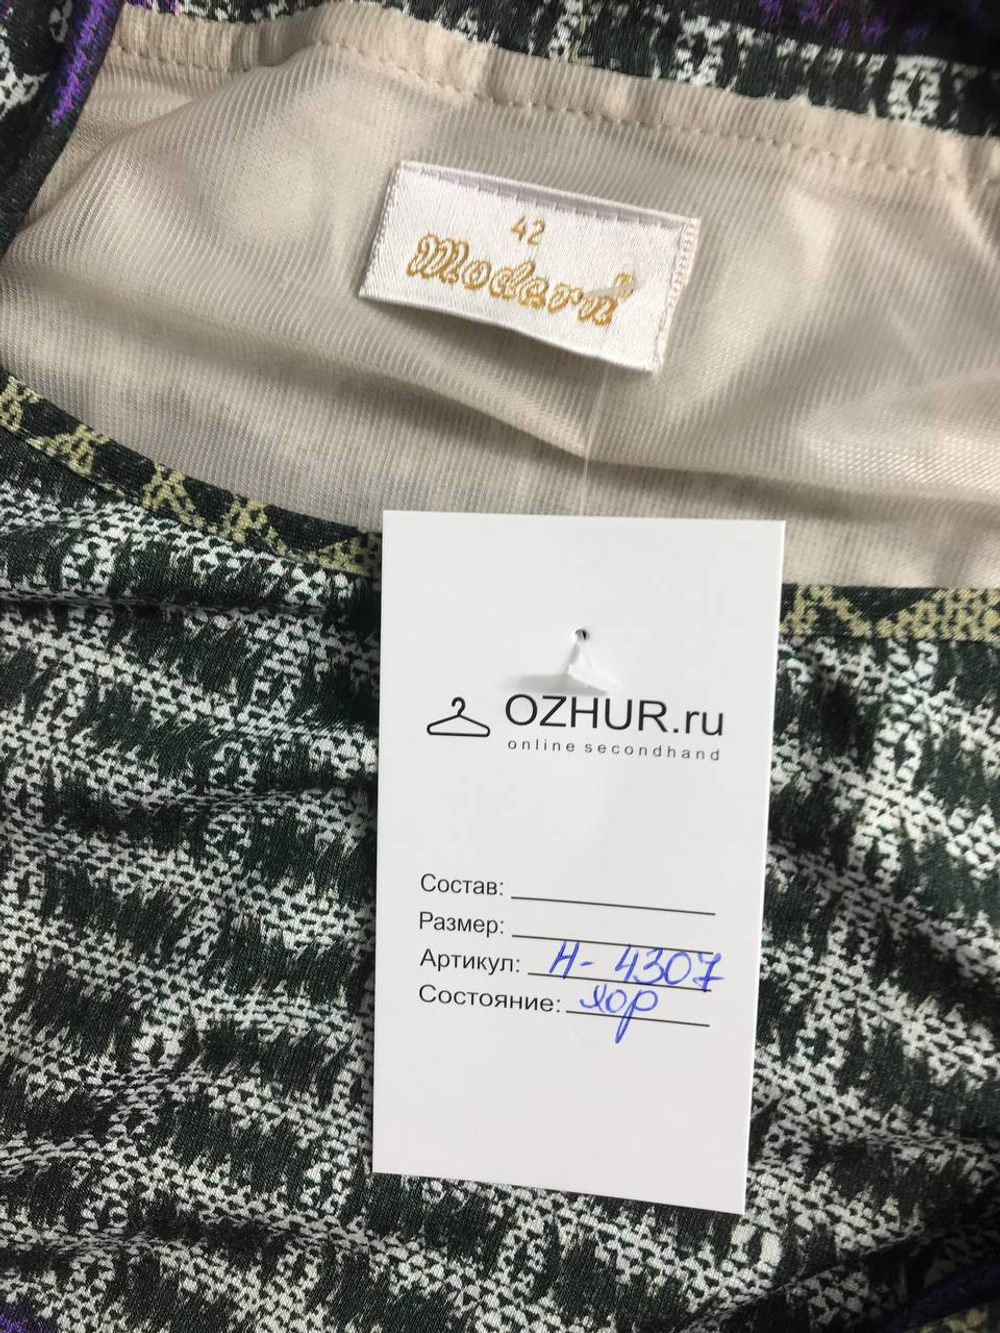 42
Modern
OZHUR.ru
online secondhand
Состав:
Размер:
Артикул: Н-4307
Состояние: хор